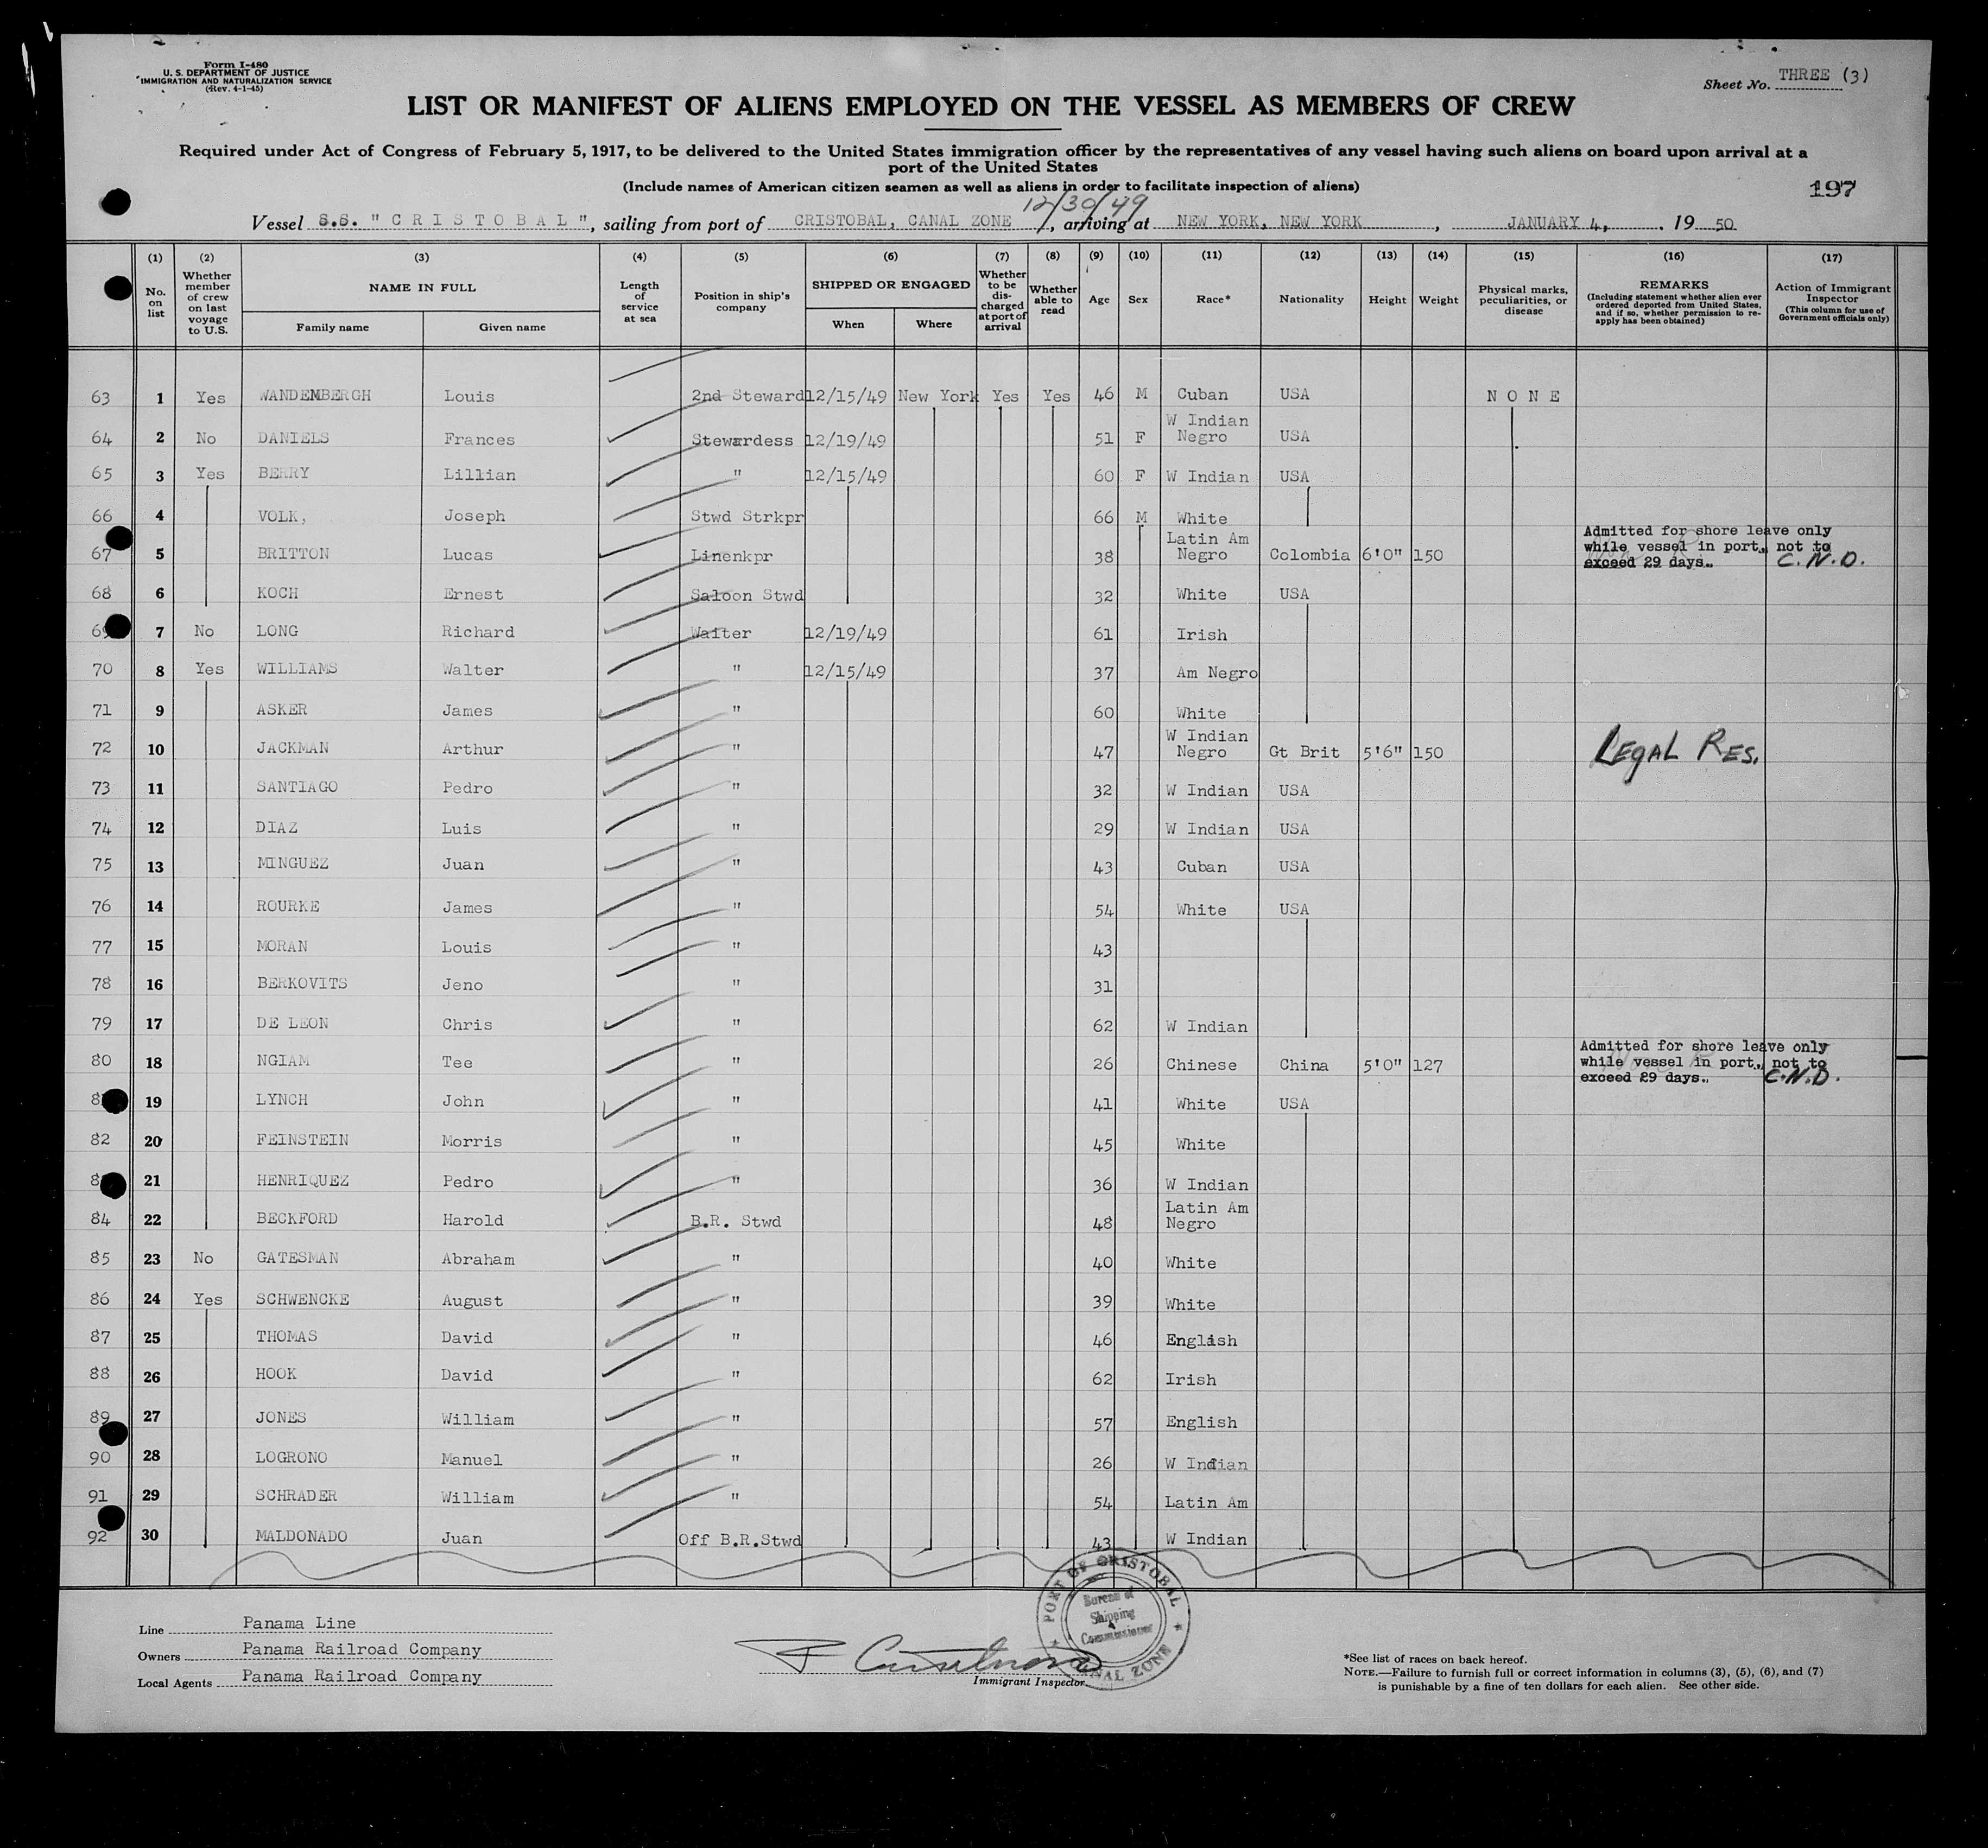 Form I-480
U. S. DEPARTMENT OF JUSTICE
IMMIGRATION AND NATURALIZATION SERVICE
(Rev. 4-1-45)
Sheet No. THREE (3)
LIST OR MANIFEST OF ALIENS EMPLOYED ON THE VESSEL AS MEMBERS OF CREW
Required under Act of Congress of February 5, 1917, to be delivered to the United States immigration officer by the representatives of any vessel having such aliens on board upon arrival at a
port of the United States
(Include names of American citizen seamen as well as aliens in order to facilitate inspection of aliens)
197
12/30/49
Vessel S.S. "C R I S T O B A L", sailing from port of CRISTOBAL, CANAL ZONE, arriving at NEW YORK, NEW YORK, JANUARY 4, 1950
(1) No. on list
(2) Whether member of crew on last voyage to U.S.
(3) NAME IN FULL Family name Given name
(4) Length of service at sea
(5) Position in ship's company
(6) SHIPPED OR ENGAGED When Where
(7) Whether to be discharged at port of arrival
(8) Whether able to read
(9) Age
(10) Sex
(11) Race*
(12) Nationality
(13) Height
(14) Weight
(15) Physical marks, peculiarities, or disease
(16) REMARKS (Including statement whether alien ever ordered deported from United States, and if so, whether permission to reapply has been obtained)
(17) Action of Immigrant Inspector (This column for use of Government officials only)
63 1 Yes WANDEMBERGH Louis 2nd Steward 12/15/49 New York Yes Yes 46 M Cuban USA N O N E
64 2 No DANIELS Frances Stewardess 12/19/49 51 F W Indian Negro USA
65 3 Yes BERRY Lillian " 12/15/49 60 F W Indian USA
66 4 VOLK, Joseph Stwd Strkpr 66 M White
67 5 BRITTON Lucas Linenkpr 38 Latin Am Negro Colombia 6'0" 150 Admitted for shore leave only while vessel in port, not to exceed 29 days. C.N.D.
68 6 KOCH Ernest Saloon Stwd 32 White USA
69 7 No LONG Richard Waiter 12/19/49 61 Irish
70 8 Yes WILLIAMS Walter " 12/15/49 37 Am Negro
71 9 ASKER James " 60 White
72 10 JACKMAN Arthur " 47 W Indian Negro Gt Brit 5'6" 150 LEGAL RES.
73 11 SANTIAGO Pedro " 32 W Indian USA
74 12 DIAZ Luis " 29 W Indian USA
75 13 MINGUEZ Juan " 43 Cuban USA
76 14 ROURKE James " 54 White USA
77 15 MORAN Louis " 43
78 16 BERKOVITS Jeno " 31
79 17 DE LEON Chris " 62 W Indian
80 18 NGIAM Tee " 26 Chinese China 5'0" 127 Admitted for shore leave only while vessel in port, not to exceed 29 days. C.N.D.
8 19 LYNCH John " 41 White USA
82 20 FEINSTEIN Morris " 45 White
8 21 HENRIQUEZ Pedro " 36 W Indian
84 22 BECKFORD Harold B.R. Stwd 48 Latin Am Negro
85 23 No GATESMAN Abraham " 40 White
86 24 Yes SCHWENCKE August " 39 White
87 25 THOMAS David " 46 English
88 26 HOOK David " 62 Irish
89 27 JONES William " 57 English
90 28 LOGRONO Manuel " 26 W Indian
91 29 SCHRADER William " 54 Latin Am
92 30 MALDONADO Juan Off B.R.Stwd 43 W Indian
Line Panama Line
Owners Panama Railroad Company
Local Agents Panama Railroad Company
PORT OF CRISTOBAL
Bureau of
Shipping
Commissioner
CANAL ZONE
Immigrant Inspector.
*See list of races on back hereof.
NOTE.—Failure to furnish full or correct information in columns (3), (5), (6), and (7)
is punishable by a fine of ten dollars for each alien. See other side.